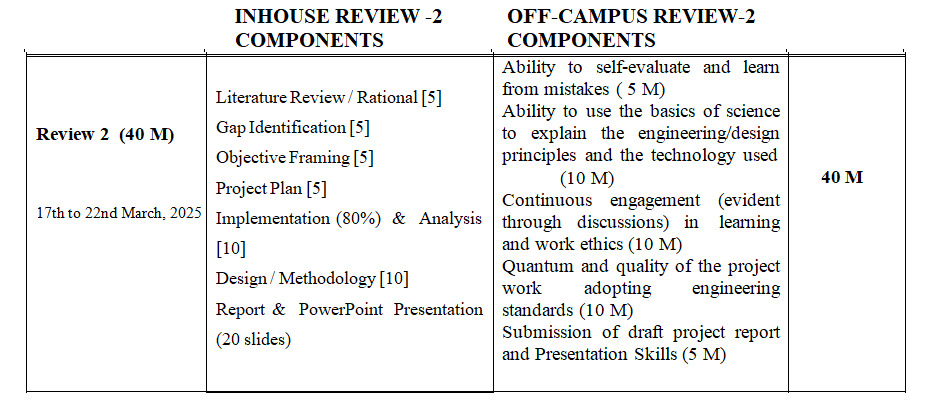 INHOUSE REVIEW -2
COMPONENTS
OFF-CAMPUS REVIEW-2
COMPONENTS
Review 2 (40 M)
17th to 22nd March, 2025
Literature Review / Rational [5]
Gap Identification [5]
Objective Framing [5]
Project Plan [5]
Implementation (80%) & Analysis
[10]
Design / Methodology [10]
Report & PowerPoint Presentation
(20 slides)
Ability to self-evaluate and learn
from mistakes ( 5 M)
Ability to use the basics of science
to explain the engineering/design
principles and the technology used
(10 M)
Continuous engagement (evident
through discussions) in learning
and work ethics (10 M)
Quantum and quality of the project
work adopting engineering
standards (10 M)
Submission of draft project report
and Presentation Skills (5 M)
40 M